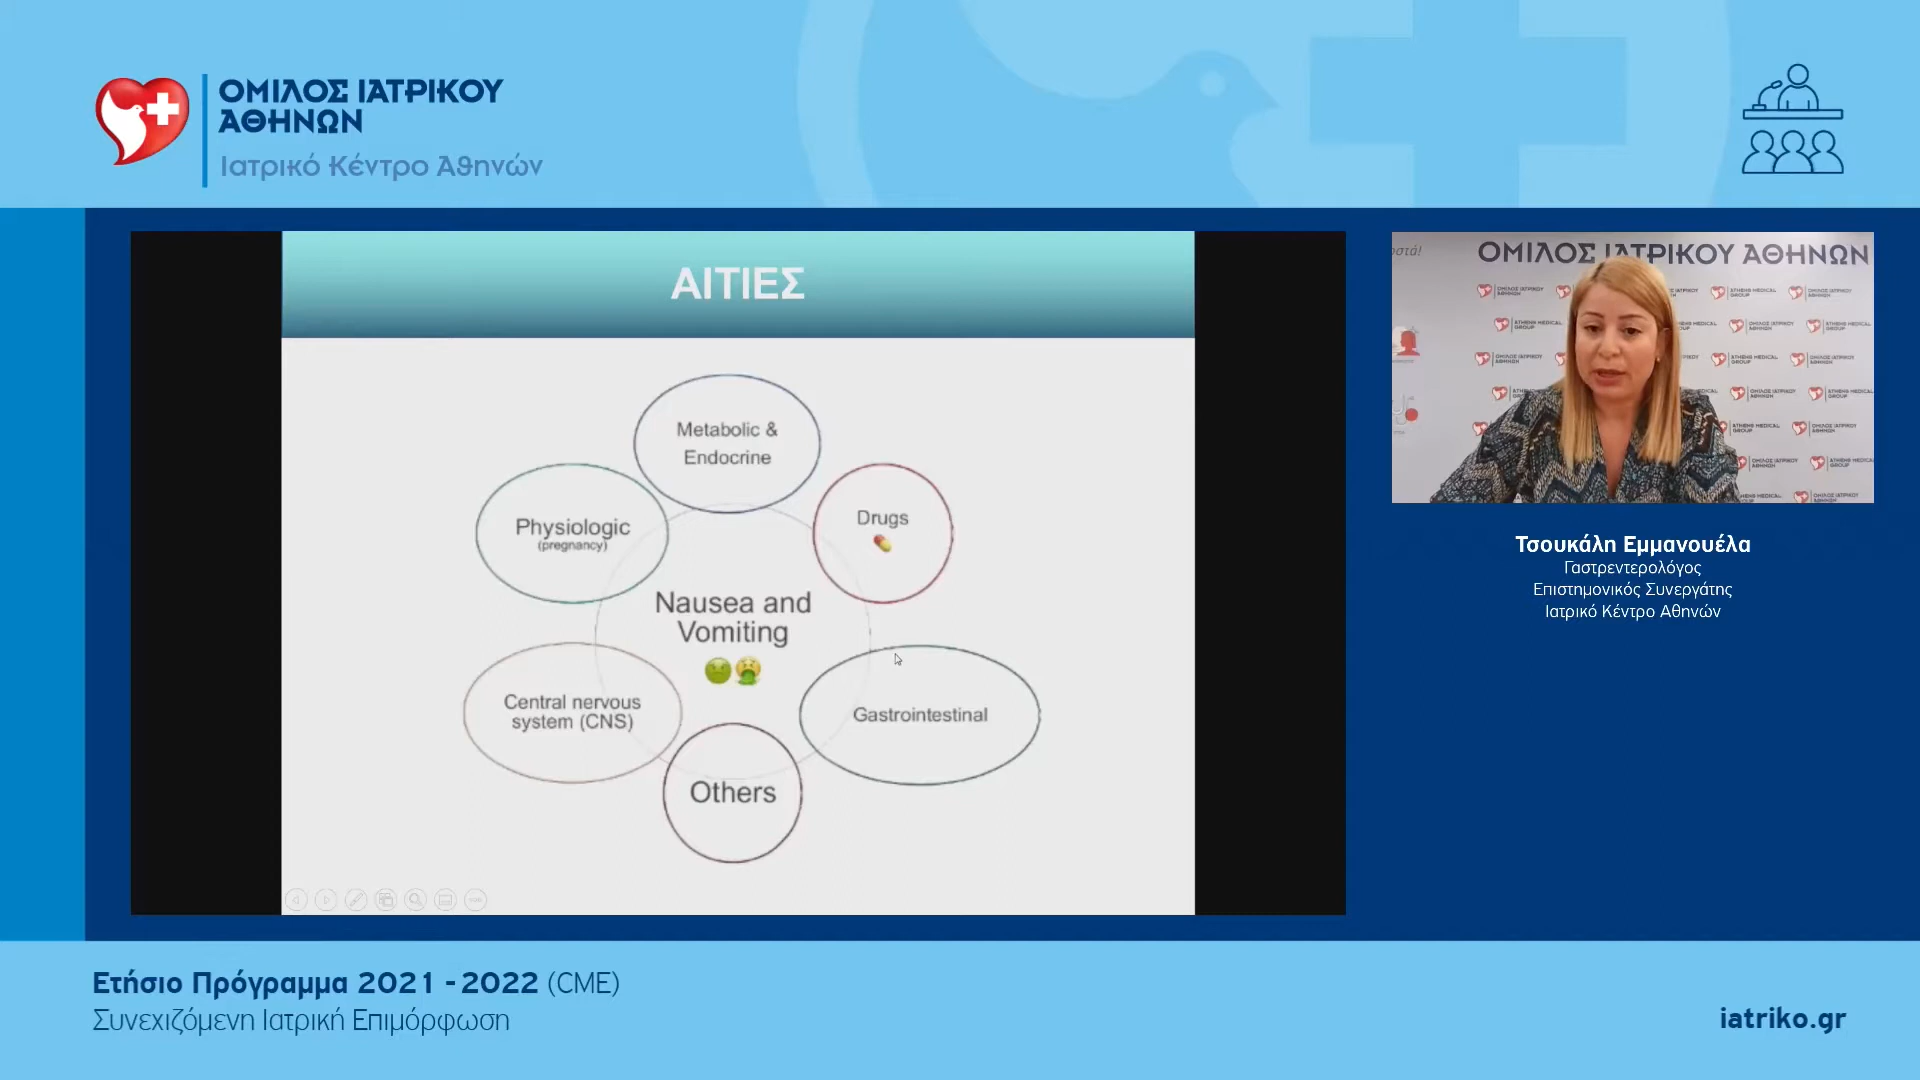 ΟΜΙΛΟΣ ΙΑΤΡΙΚΟΥ
ΑΘΗΝΩΝ
Ιατρικό Κέντρο Αθηνών
ΑΙΤΙΕΣ
Metabolic &
Endocrine
Physiologic
(pregnancy)
Drugs
Nausea and
Vomiting
Central nervous
system (CNS)
Gastrointestinal
Others
ΟΜΙΛΟΣ ΙΑΤΡΙΚΟΥ ΑΘΗΝΩΝ
Τσουκάλη Εμμανουέλα
Γαστρεντερολόγος
Επιστημονικός Συνεργάτης
Ιατρικό Κέντρο Αθηνών
Ετήσιο Πρόγραμμα 2021 - 2022 (CME)
Συνεχιζόμενη Ιατρική Επιμόρφωση
iatriko.gr